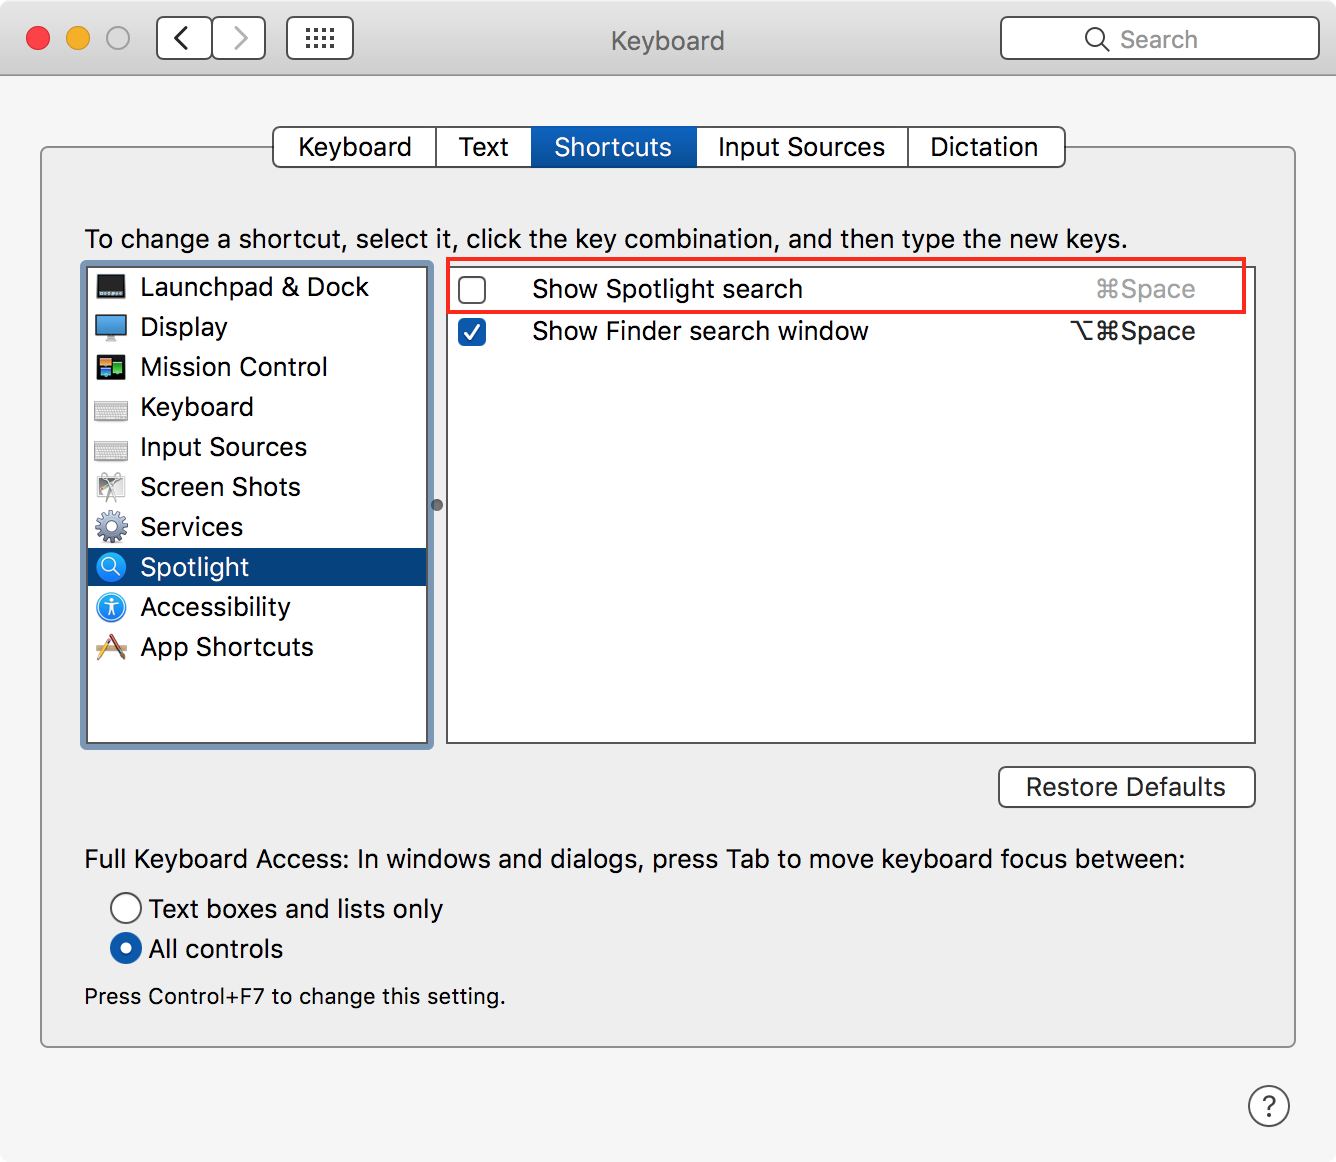 Keyboard
Search
Keyboard
Text
Shortcuts
Input Sources
Dictation
To change a shortcut, select it, click the key combination, and then type the new keys.
Launchpad & Dock
Display
Mission Control
Keyboard
Input Sources
Screen Shots
Services
Spotlight
Accessibility
App Shortcuts
Show Spotlight search ⌘Space
Show Finder search window ⌥⌘Space
Restore Defaults
Full Keyboard Access: In windows and dialogs, press Tab to move keyboard focus between:
Text boxes and lists only
All controls
Press Control+F7 to change this setting.
?